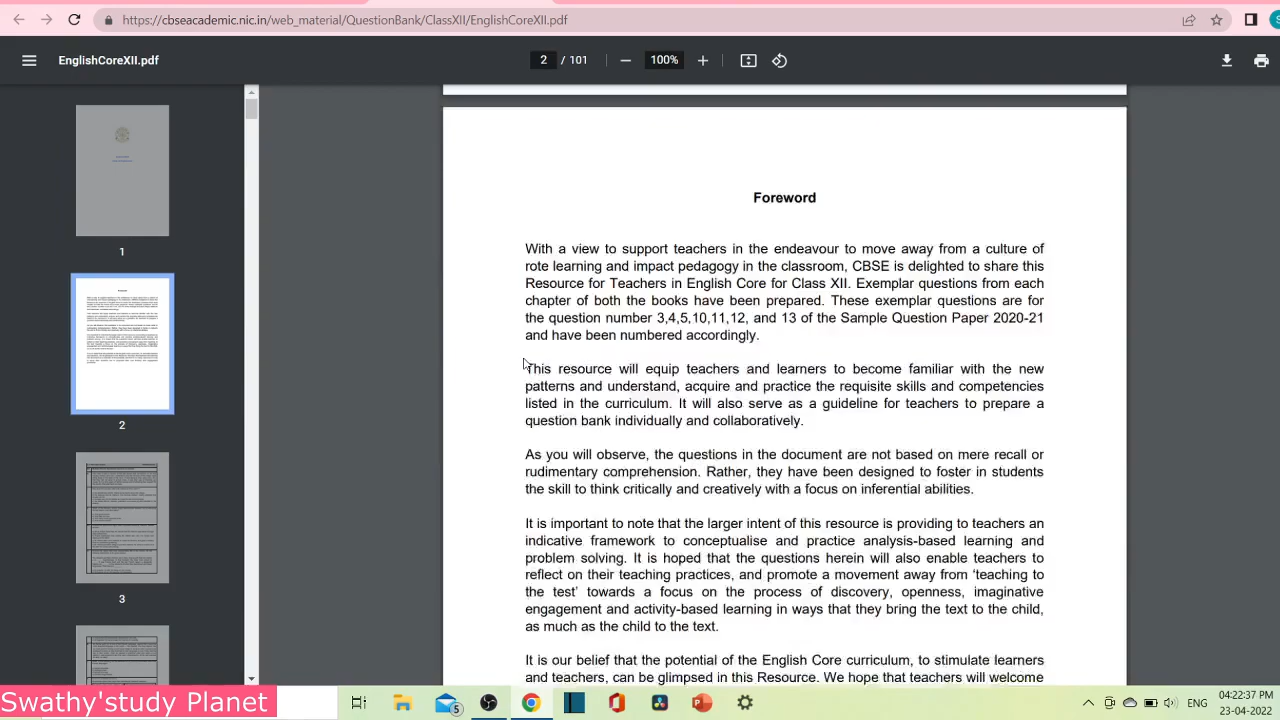 https://cbseacademic.nic.in/web_material/QuestionBank/ClassXII/EnglishCoreXII.pdf
EnglishCoreXII.pdf
2 / 101
100%
Foreword
With a view to support teachers in the endeavour to move away from a culture of
rote learning and impact pedagogy in the classroom, CBSE is delighted to share this
Resource for Teachers in English Core for Class XII. Exemplar questions from each
chapter of both the books have been prepared. These exemplar questions are for
the question number 3,4,5,10,11,12, and 13 of the Sample Question Paper 2020-21
and have been numbered accordingly.
This resource will equip teachers and learners to become familiar with the new
patterns and understand, acquire and practice the requisite skills and competencies
listed in the curriculum. It will also serve as a guideline for teachers to prepare a
question bank individually and collaboratively.
As you will observe, the questions in the document are not based on mere recall or
rudimentary comprehension. Rather, they have been designed to foster in students
the skill to think critically and creatively with a focus on inferential abilities.
It is important to note that the larger intent of this resource is providing to teachers an
indicative framework to conceptualise and practice analysis-based learning and
problem solving. It is hoped that the questions herein will also enable teachers to
reflect on their teaching practices, and promote a movement away from ‘teaching to
the test’ towards a focus on the process of discovery, openness, imaginative
engagement and activity-based learning in ways that they bring the text to the child,
as much as the child to the text.
It is our belief that the potential of the English Core curriculum, to stimulate learners
and teachers, can be glimpsed in this Resource. We hope that teachers will welcome
1
2
3
Swathy'study Planet
5
ENG
04:22:37 PM
23-04-2022